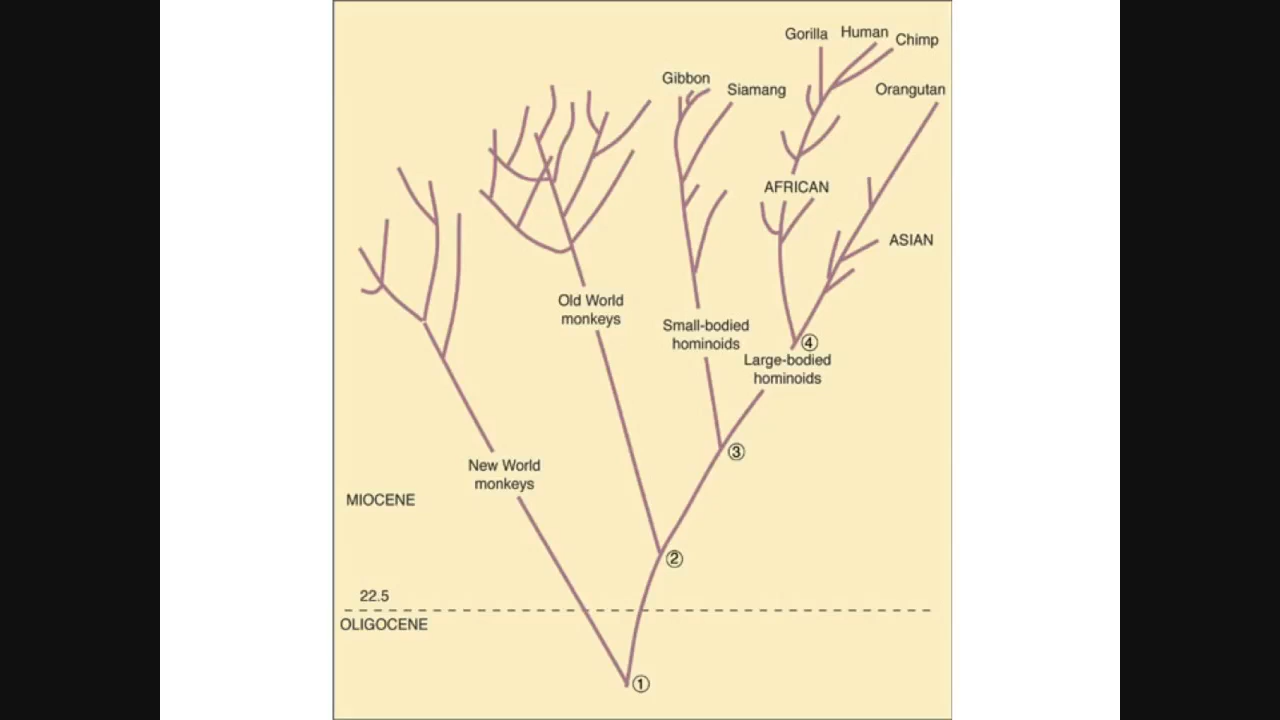 Gorilla
Human
Chimp
Gibbon
Siamang
Orangutan
AFRICAN
ASIAN
Old World
monkeys
Small-bodied
hominoids
④
Large-bodied
hominoids
③
New World
monkeys
MIOCENE
②
22.5
OLIGOCENE
①